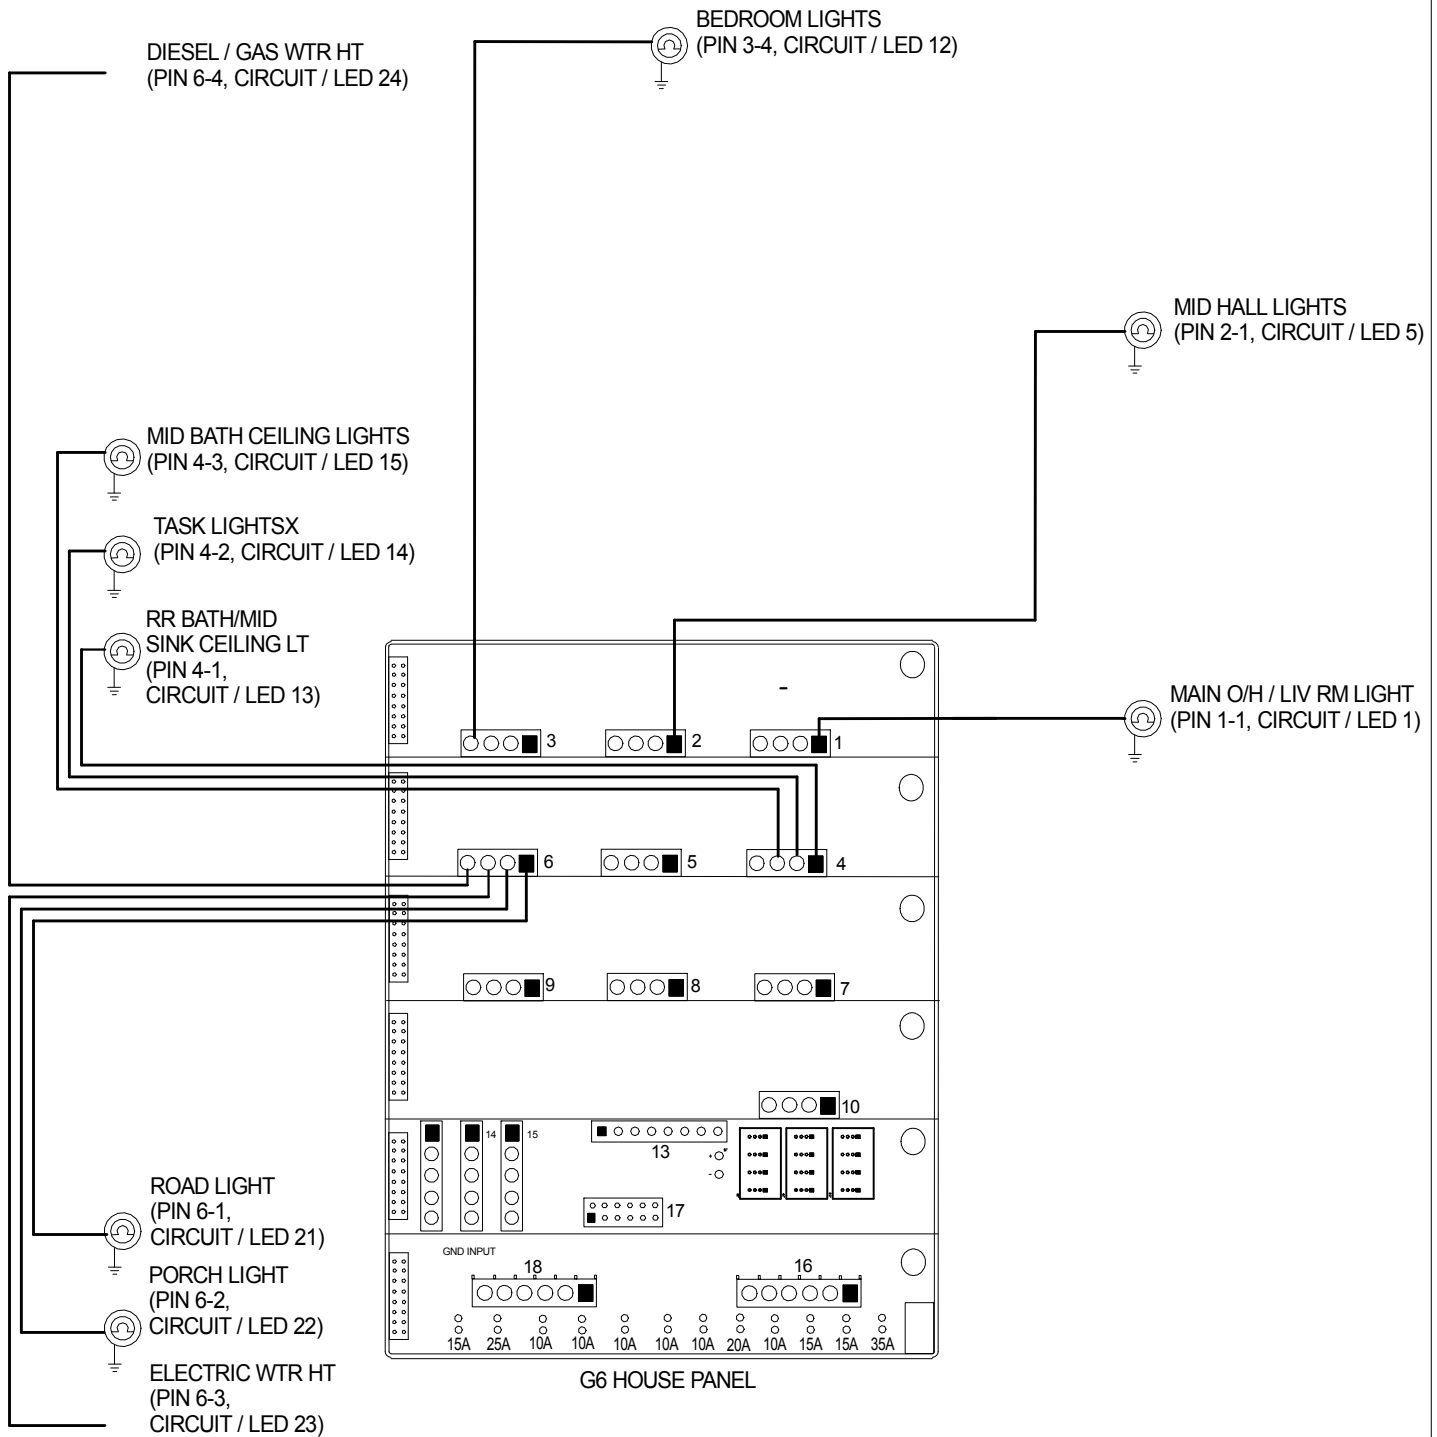 BEDROOM LIGHTS
(PIN 3-4, CIRCUIT / LED 12)
DIESEL / GAS WTR HT
(PIN 6-4, CIRCUIT / LED 24)
MID HALL LIGHTS
(PIN 2-1, CIRCUIT / LED 5)
MID BATH CEILING LIGHTS
(PIN 4-3, CIRCUIT / LED 15)
TASK LIGHTSX
(PIN 4-2, CIRCUIT / LED 14)
RR BATH/MID
SINK CEILING LT
(PIN 4-1,
CIRCUIT / LED 13)
MAIN O/H / LIV RM LIGHT
(PIN 1-1, CIRCUIT / LED 1)
-
3 2 1
6 5 4
9 8 7
10
14 15
13
+
-
17
ROAD LIGHT
(PIN 6-1,
CIRCUIT / LED 21)
GND INPUT
18 16
PORCH LIGHT
(PIN 6-2,
CIRCUIT / LED 22)
15A 25A 10A 10A 10A 10A 10A 20A 10A 15A 15A 35A
G6 HOUSE PANEL
ELECTRIC WTR HT
(PIN 6-3,
CIRCUIT / LED 23)